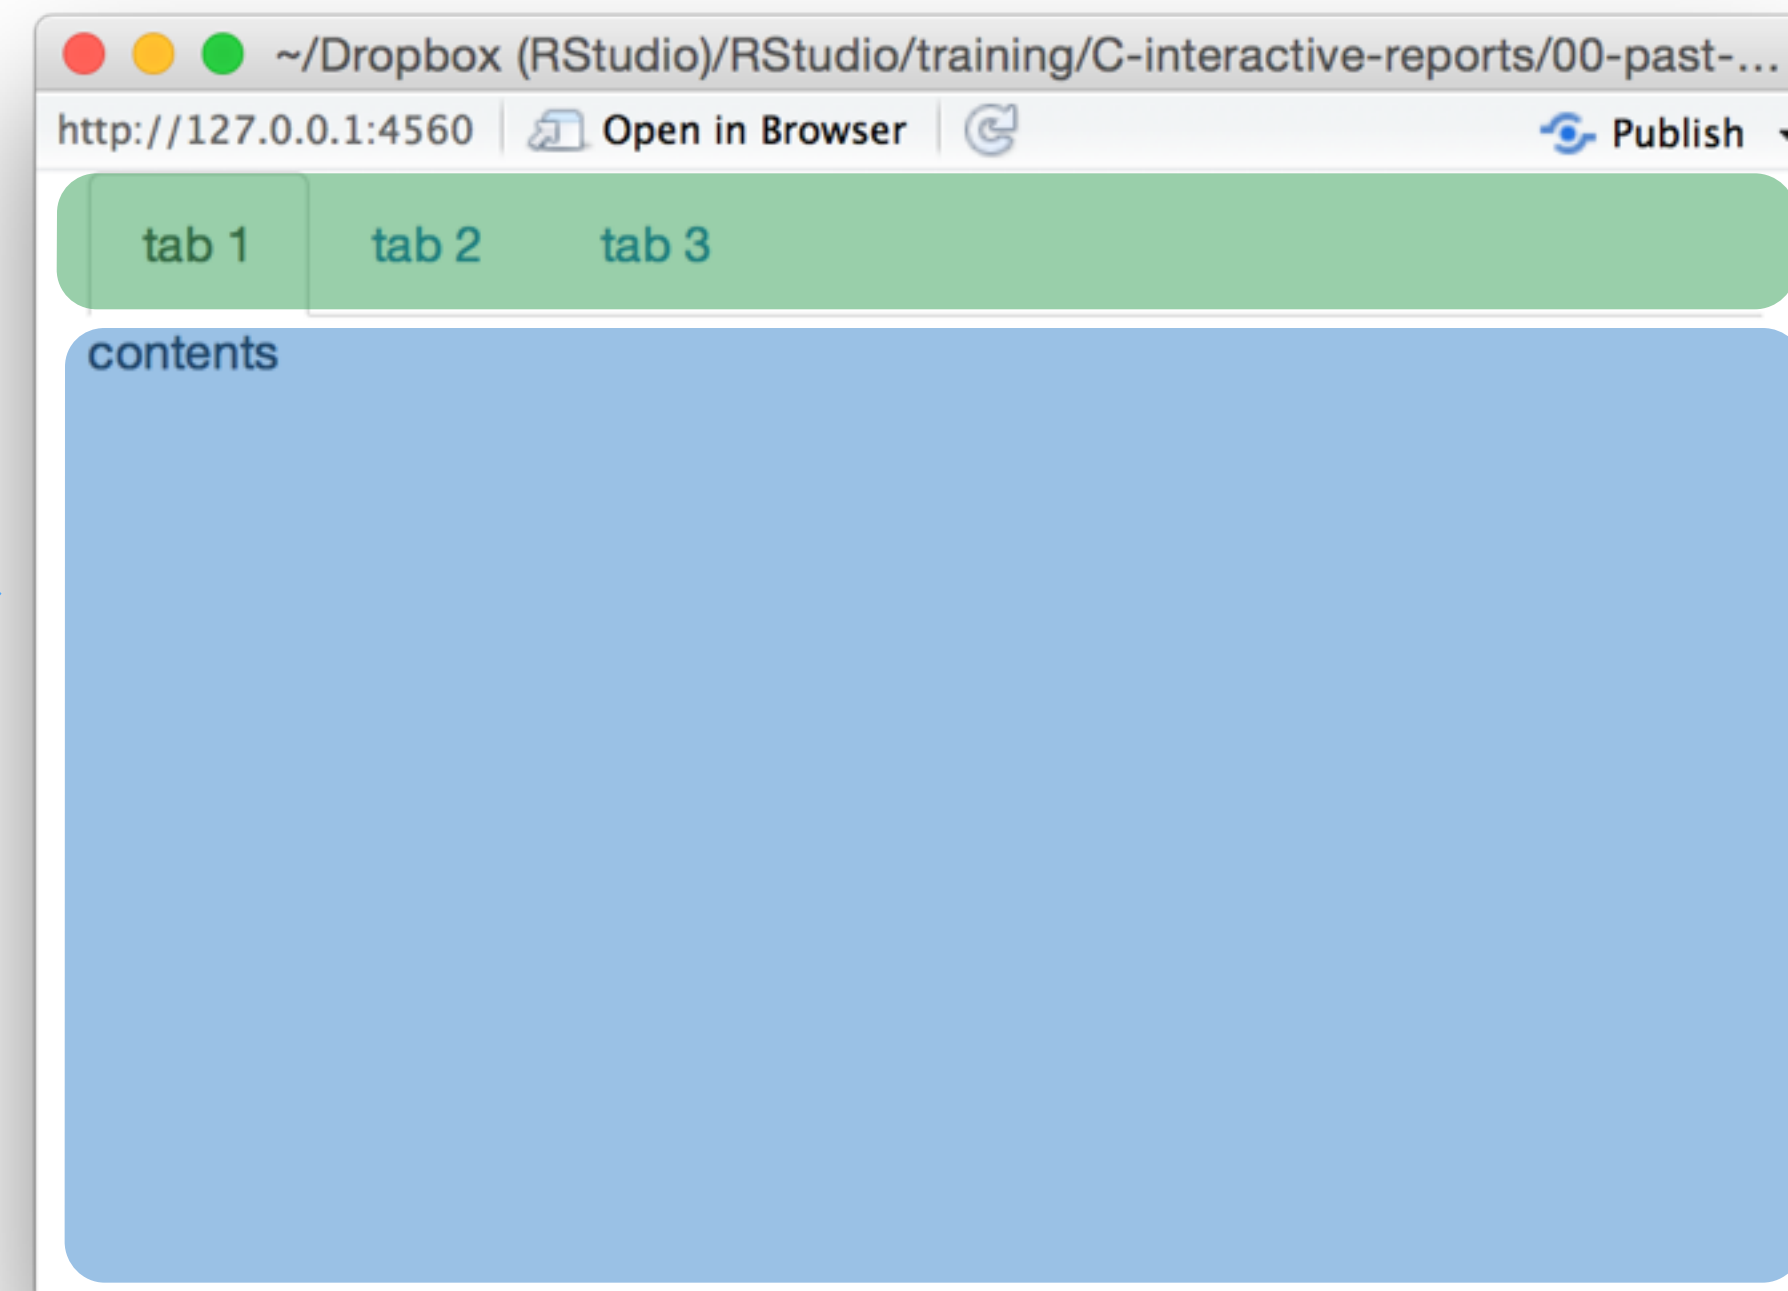 ~/Dropbox (RStudio)/RStudio/training/C-interactive-reports/00-past-...
http://127.0.0.1:4560 Open in Browser Publish
tab 1 tab 2 tab 3
contents